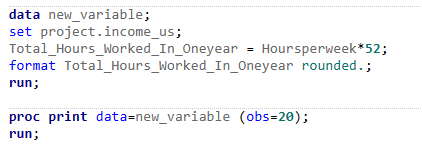 data new_variable;
set project.income_us;
Total_Hours_Worked_In_Oneyear = Hoursperweek*52;
format Total_Hours_Worked_In_Oneyear rounded.;
run;
proc print data=new_variable (obs=20);
run;